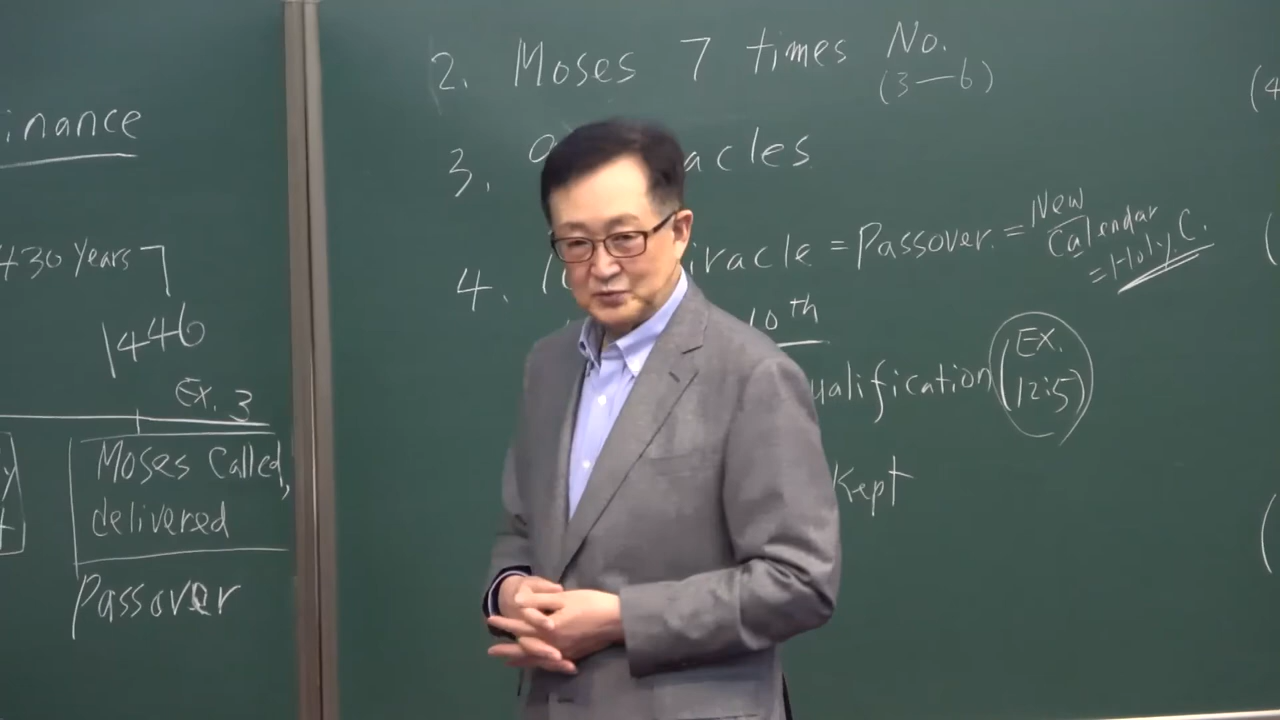 inance
430 Years
1446
Ex. 3
Moses Called,
delivered
Passover
2. Moses 7 times No.
(3—6)
3. acles
4. iracle = Passover = New
Calendar
= Holy C.
10th
ualification (Ex.
12:5)
Kept
(4